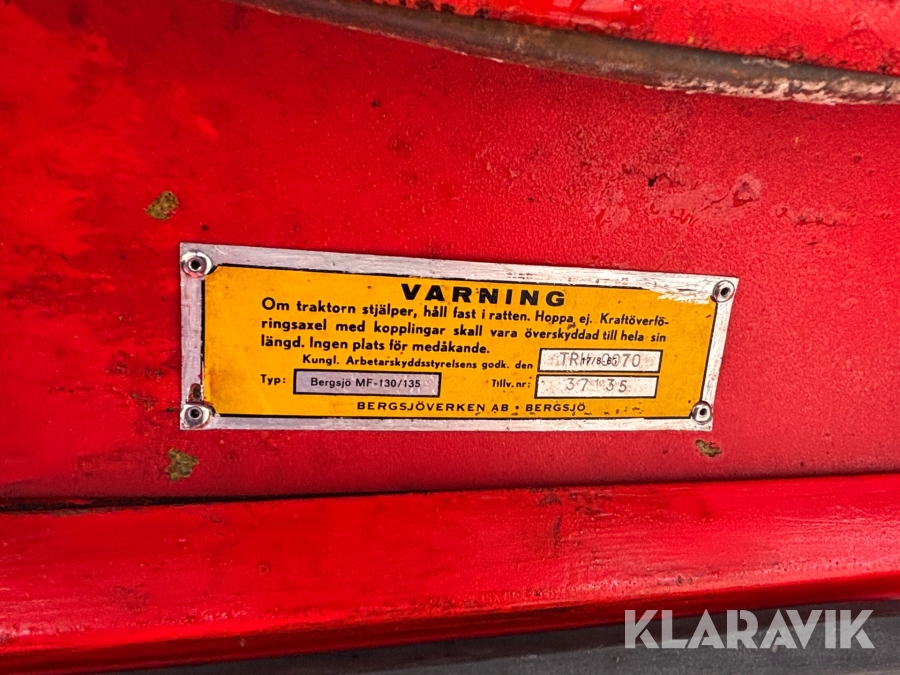 VARNING
Om traktorn stjälper, håll fast i ratten. Hoppa ej. Kraftöverfö-
ringsaxel med kopplingar skall vara överskyddad till hela sin
längd. Ingen plats för medåkande.
Kungl. Arbetarskyddsstyrelsens godk. den
Typ: Bergsjö MF-130/135 Tillv.nr: 37135
BERGSJÖVERKEN AB • BERGSJÖ
KLARAVIK